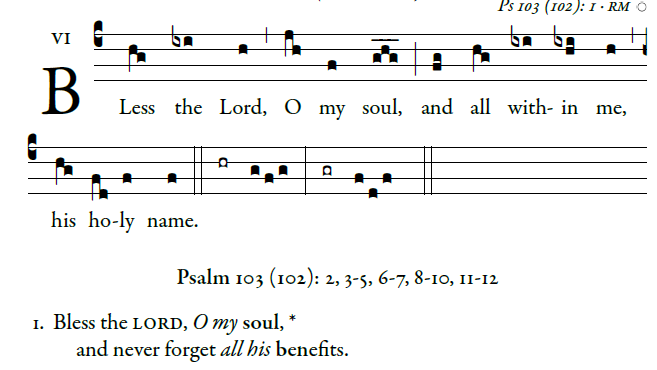 Ps 103 (102): 1 · RM
VI
BLess the Lord, O my soul, and all with- in me,
his ho-ly name.
Psalm 103 (102): 2, 3-5, 6-7, 8-10, 11-12
1. Bless the LORD, O my soul, *
and never forget all his benefits.